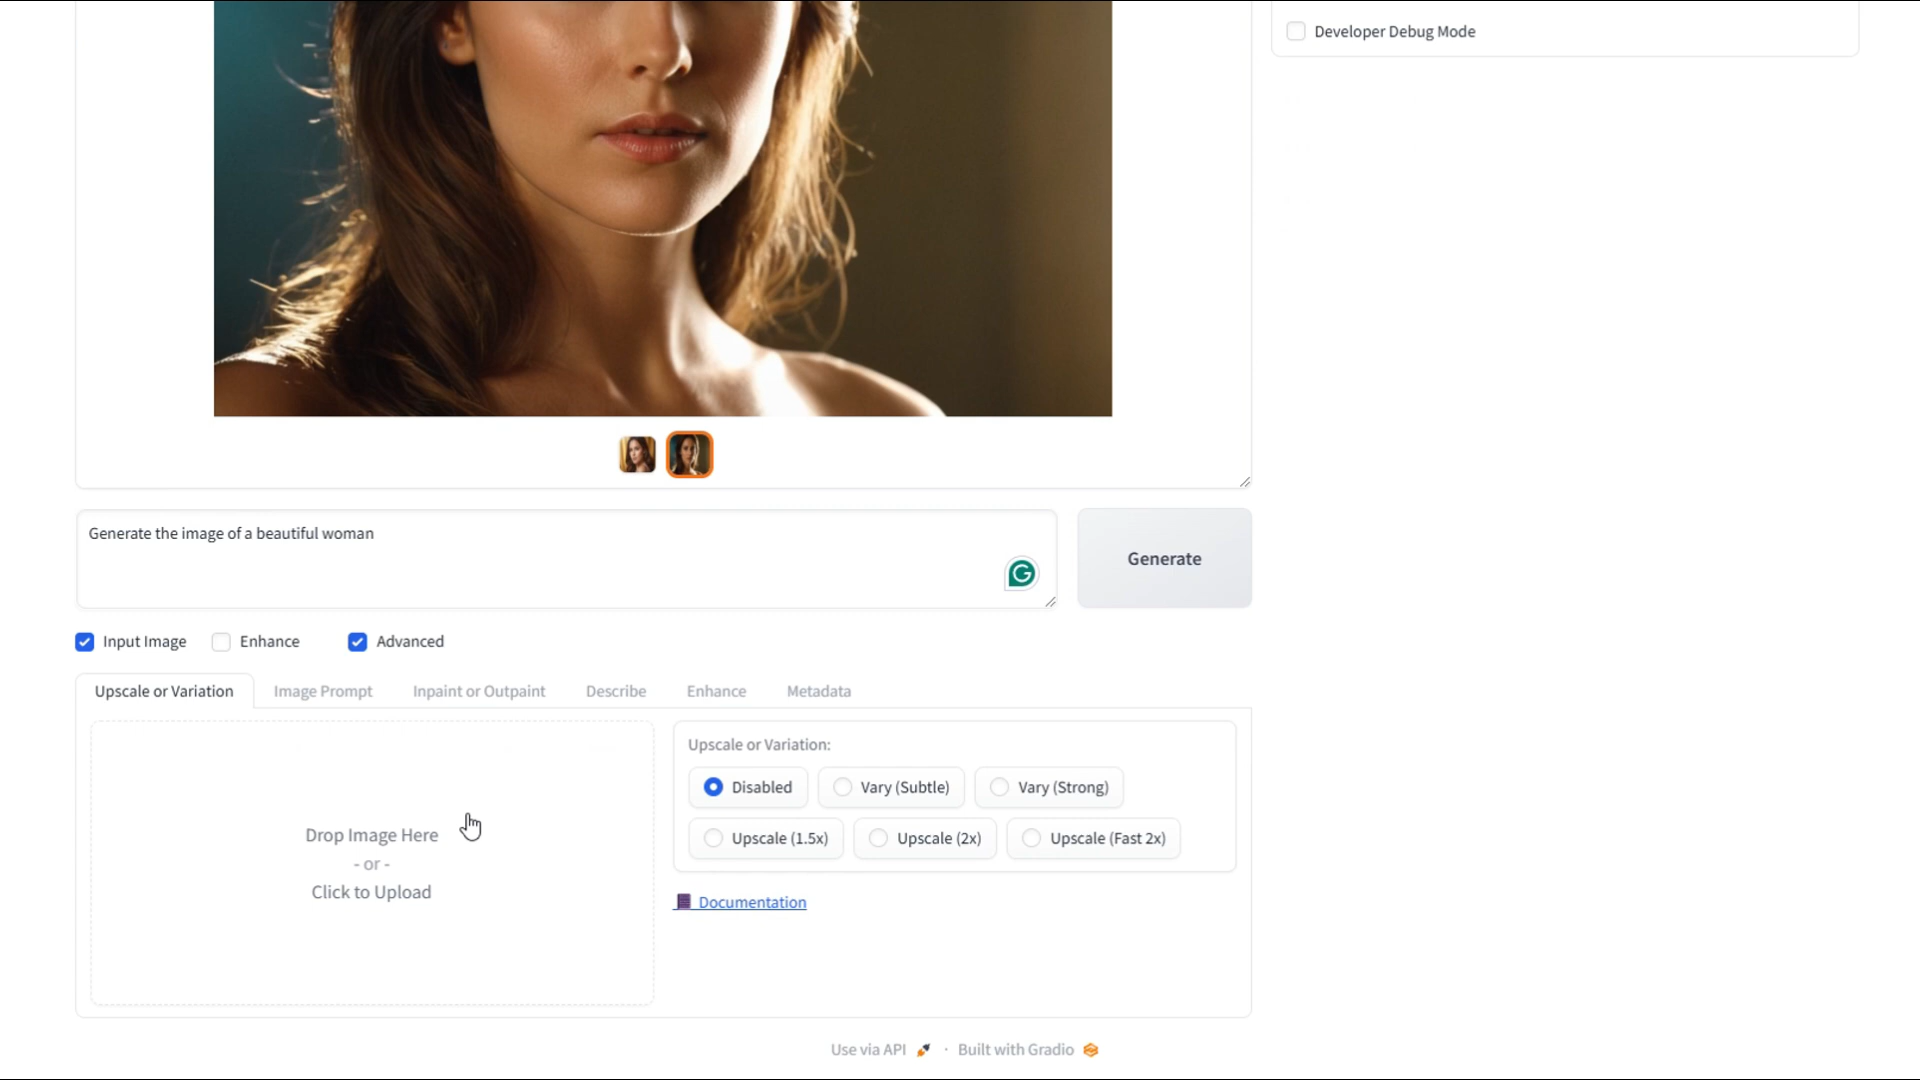 Developer Debug Mode
Generate the image of a beautiful woman
Generate
Input Image Enhance Advanced
Upscale or Variation Image Prompt Inpaint or Outpaint Describe Enhance Metadata
Drop Image Here
- or -
Click to Upload
Upscale or Variation:
Disabled Vary (Subtle) Vary (Strong)
Upscale (1.5x) Upscale (2x) Upscale (Fast 2x)
Documentation
Use via API · Built with Gradio